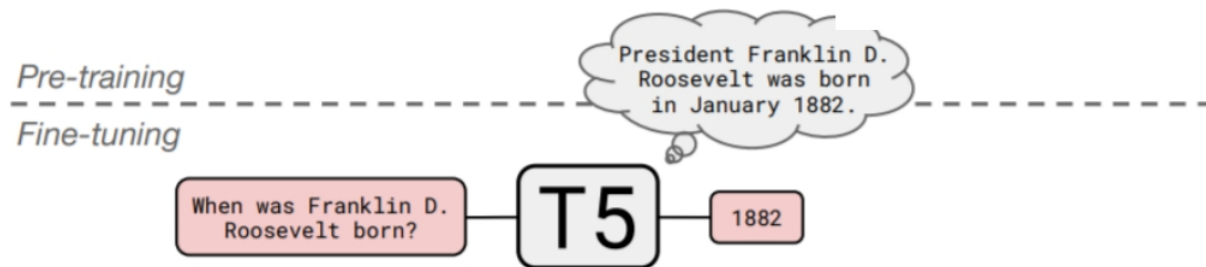 President Franklin D.
Roosevelt was born
in January 1882.
Pre-training
Fine-tuning
When was Franklin D.
Roosevelt born?
T5
1882